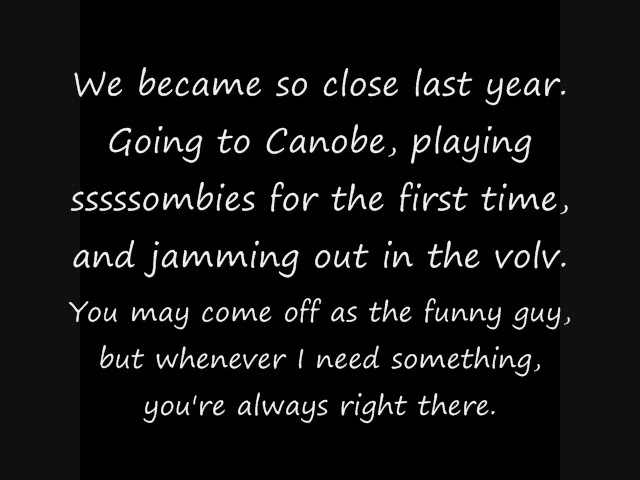 We became so close last year.
Going to Canobe, playing
sssssombies for the first time,
and jamming out in the volv.
You may come off as the funny guy,
but whenever I need something,
you're always right there.